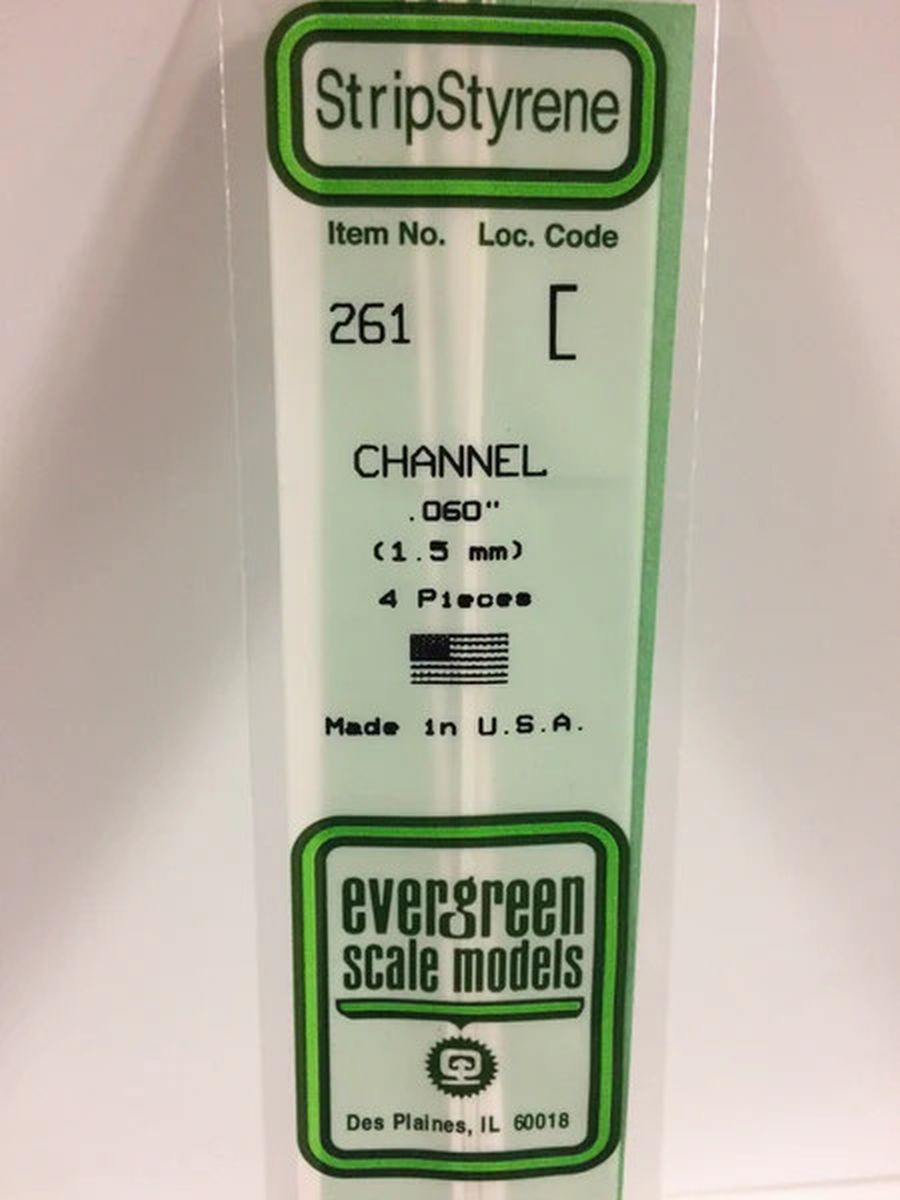 StripStyrene
Item No. Loc. Code
261 [
CHANNEL
.060"
(1.5 mm)
4 Pieces
Made in U.S.A.
evergreen
scale models
Des Plaines, IL 60018